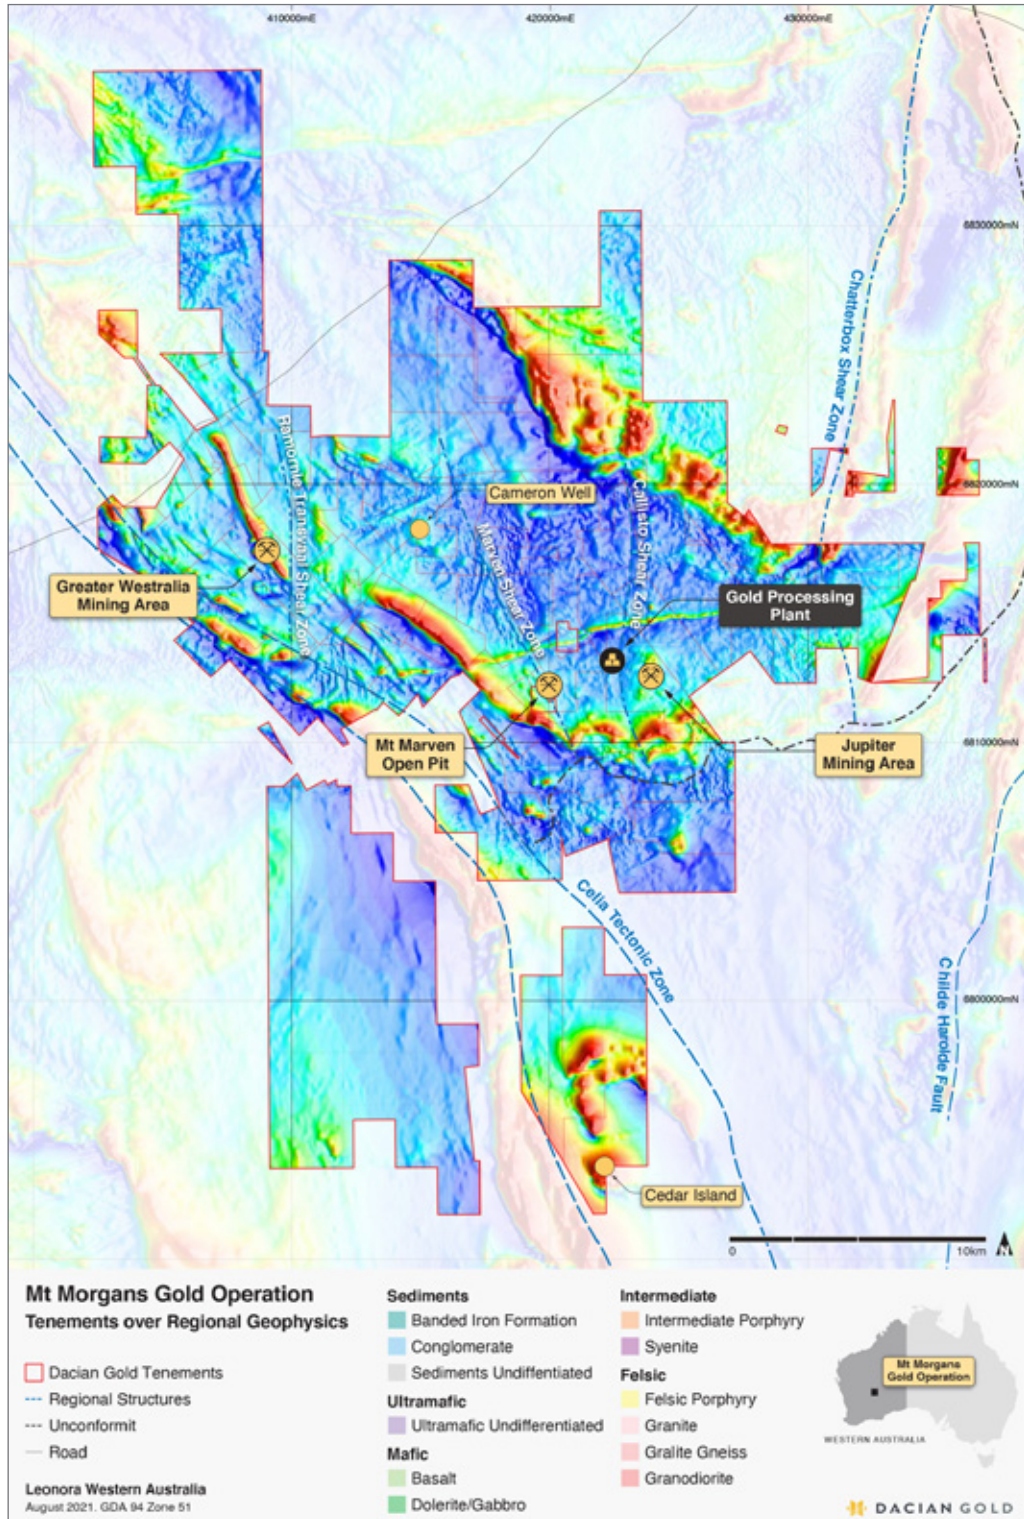 410000mE
420000mE
430000mE
6830000mN
Chatterbox Shear Zone
6820000mN
Ramornie Transvaal Shear Zone
Cameron Well
Marven Shear Zone
Callisto Shear Zone
Greater Westralia
Mining Area
Gold Processing
Plant
Mt Marven
Open Pit
6810000mN
Jupiter
Mining Area
Celia Tectonic Zone
Childe Harolde Fault
6800000mN
Cedar Island
0
10km
N
Mt Morgans Gold Operation
Tenements over Regional Geophysics
Dacian Gold Tenements
Regional Structures
Unconformit
Road
Leonora Western Australia
August 2021. GDA 94 Zone 51
Sediments
Banded Iron Formation
Conglomerate
Sediments Undiffentiated
Ultramafic
Ultramafic Undifferentiated
Mafic
Basalt
Dolerite/Gabbro
Intermediate
Intermediate Porphyry
Syenite
Felsic
Felsic Porphyry
Granite
Gralite Gneiss
Granodiorite
Mt Morgans
Gold Operation
WESTERN AUSTRALIA
DACIAN GOLD